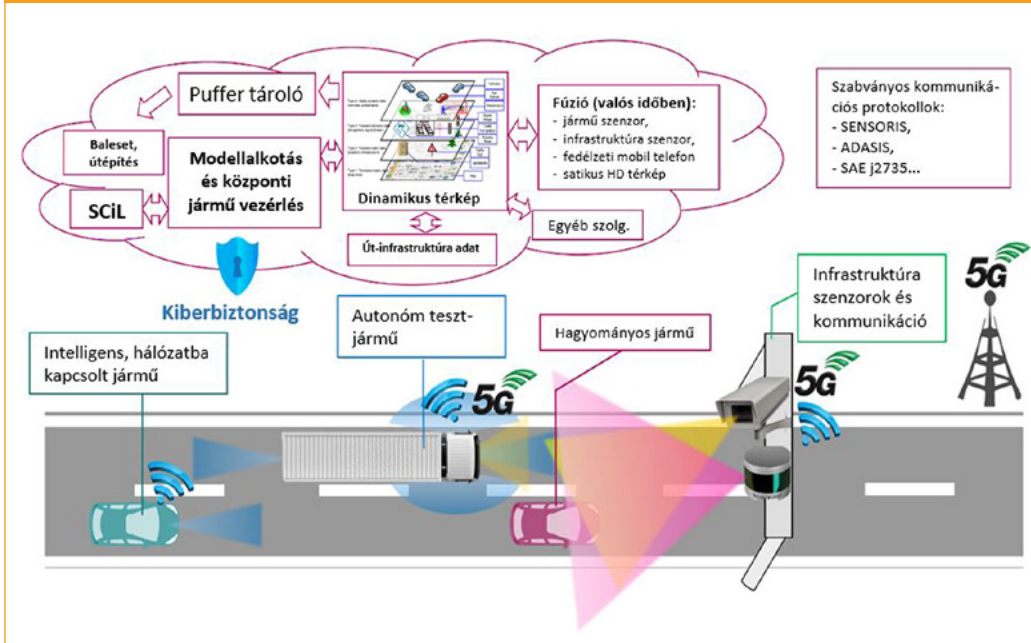 Puffer tároló
Baleset,
útépítés
Modellalkotás
és központi
jármű vezérlés
SCiL
Dinamikus térkép
Út-infrastruktúra adat
Fúzió (valós időben):
- jármű szenzor,
- infrastruktúra szenzor,
- fedélzeti mobil telefon
- satikus HD térkép
Egyéb szolg.
Szabványos kommuniká-
ciós protokollok:
- SENSORIS,
- ADASIS,
- SAE j2735...
Kiberbiztonság
Intelligens, hálózatba
kapcsolt jármű
Autonóm teszt-
jármű
5G
Hagyományos jármű
Infrastruktúra
szenzorok és
kommunikáció
5G
5G